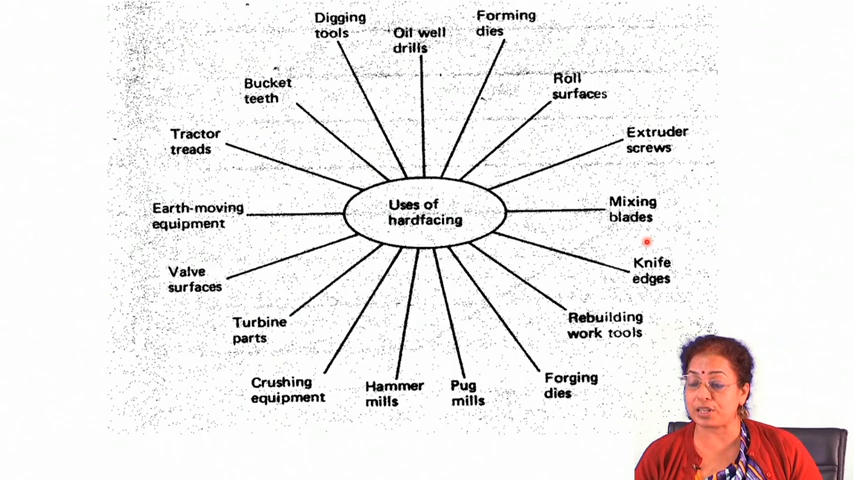 Digging
tools
Oil well
drills
Forming
dies
Bucket
teeth
Roll
surfaces
Tractor
treads
Extruder
screws
Earth-moving
equipment
Uses of
hardfacing
Mixing
blades
Valve
surfaces
Knife
edges
Turbine
parts
Rebuilding
work tools
Crushing
equipment
Hammer
mills
Pug
mills
Forging
dies